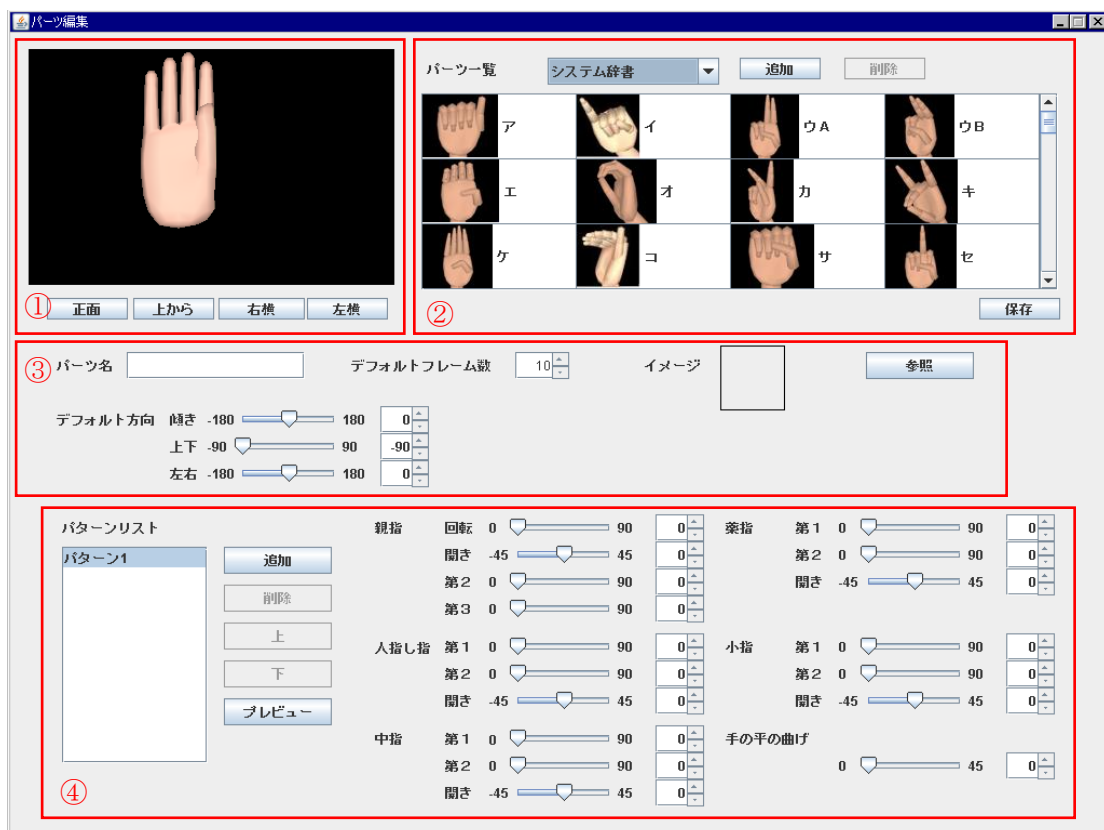 パーツ編集
正面 上から 右横 左横
①
パーツ一覧 システム辞書 追加 削除
ア イ ウA ウB
エ オ カ キ
ケ コ サ セ
保存
②
③ パーツ名 デフォルトフレーム数 10 イメージ 参照
デフォルト方向 傾き -180 180 0
上下 -90 90 -90
左右 -180 180 0
パターンリスト
パターン1
追加
削除
上
下
プレビュー
④
親指 回転 0 90 0
開き -45 45 0
第2 0 90 0
第3 0 90 0
人指し指 第1 0 90 0
第2 0 90 0
開き -45 45 0
中指 第1 0 90 0
第2 0 90 0
開き -45 45 0
薬指 第1 0 90 0
第2 0 90 0
開き -45 45 0
小指 第1 0 90 0
第2 0 90 0
開き -45 45 0
手の平の曲げ
0 45 0